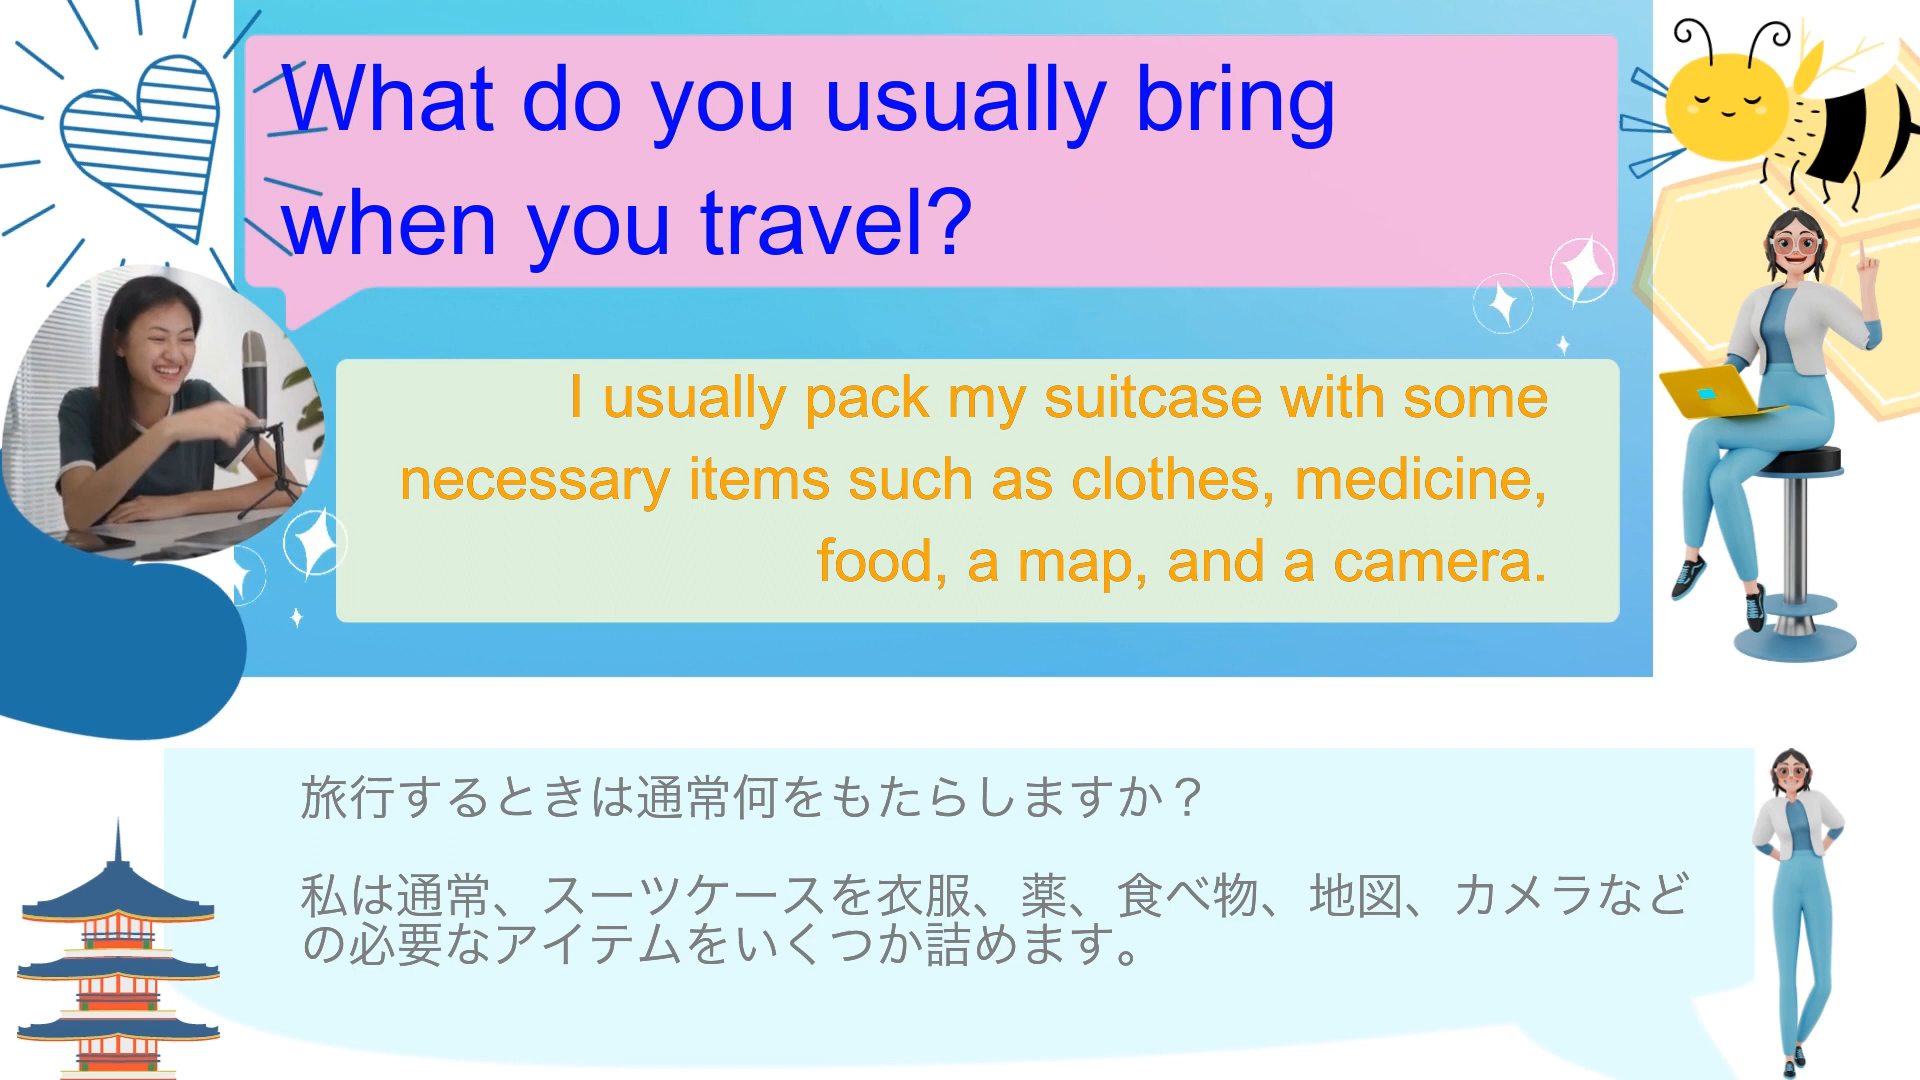 What do you usually bring
when you travel?
I usually pack my suitcase with some
necessary items such as clothes, medicine,
food, a map, and a camera.
旅行するときは通常何をもたらしますか？
私は通常、スーツケースを衣服、薬、食べ物、地図、カメラなど
の必要なアイテムをいくつか詰めます。